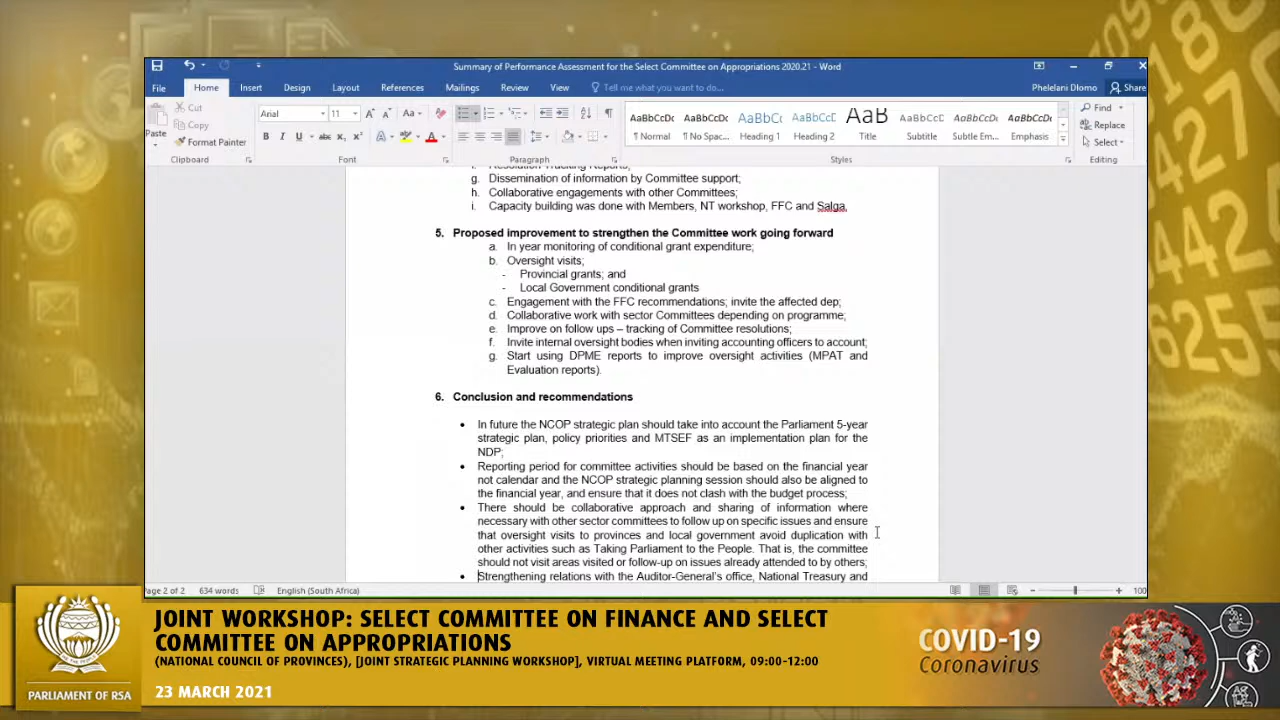 Summary of Performance Assessment for the Select Committee on Appropriations 2020.21 - Word
File Home Insert Design Layout References Mailings Review View Tell me what you want to do... Phelelani Dlomo Share
Cut
Copy
Paste
Format Painter
Clipboard
Arial 11
Font
Paragraph
AaBbCcDc AaBbCcDc AaBbC AaBbC AaB AaBbCcD AaBbCcDc AaBbCcDc
¶ Normal ¶ No Spac... Heading 1 Heading 2 Title Subtitle Subtle Em... Emphasis
Styles
Find
Replace
Select
Editing
g. Dissemination of information by Committee support;
h. Collaborative engagements with other Committees;
i. Capacity building was done with Members, NT workshop, FFC and Salga,
5. Proposed improvement to strengthen the Committee work going forward
a. In year monitoring of conditional grant expenditure;
b. Oversight visits;
- Provincial grants; and
- Local Government conditional grants
c. Engagement with the FFC recommendations; invite the affected dep;
d. Collaborative work with sector Committees depending on programme;
e. Improve on follow ups – tracking of Committee resolutions;
f. Invite internal oversight bodies when inviting accounting officers to account;
g. Start using DPME reports to improve oversight activities (MPAT and
Evaluation reports).
6. Conclusion and recommendations
• In future the NCOP strategic plan should take into account the Parliament 5-year
strategic plan, policy priorities and MTSEF as an implementation plan for the
NDP;
• Reporting period for committee activities should be based on the financial year
not calendar and the NCOP strategic planning session should also be aligned to
the financial year, and ensure that it does not clash with the budget process;
• There should be collaborative approach and sharing of information where
necessary with other sector committees to follow up on specific issues and ensure
that oversight visits to provinces and local government avoid duplication with
other activities such as Taking Parliament to the People. That is, the committee
should not visit areas visited or follow-up on issues already attended to by others;
• Strengthening relations with the Auditor-General's office, National Treasury and
Page 2 of 2 634 words English (South Africa) 100
JOINT WORKSHOP: SELECT COMMITTEE ON FINANCE AND SELECT
COMMITTEE ON APPROPRIATIONS
(NATIONAL COUNCIL OF PROVINCES), [JOINT STRATEGIC PLANNING WORKSHOP], VIRTUAL MEETING PLATFORM, 09:00-12:00
23 MARCH 2021
PARLIAMENT OF RSA
COVID-19
Coronavirus